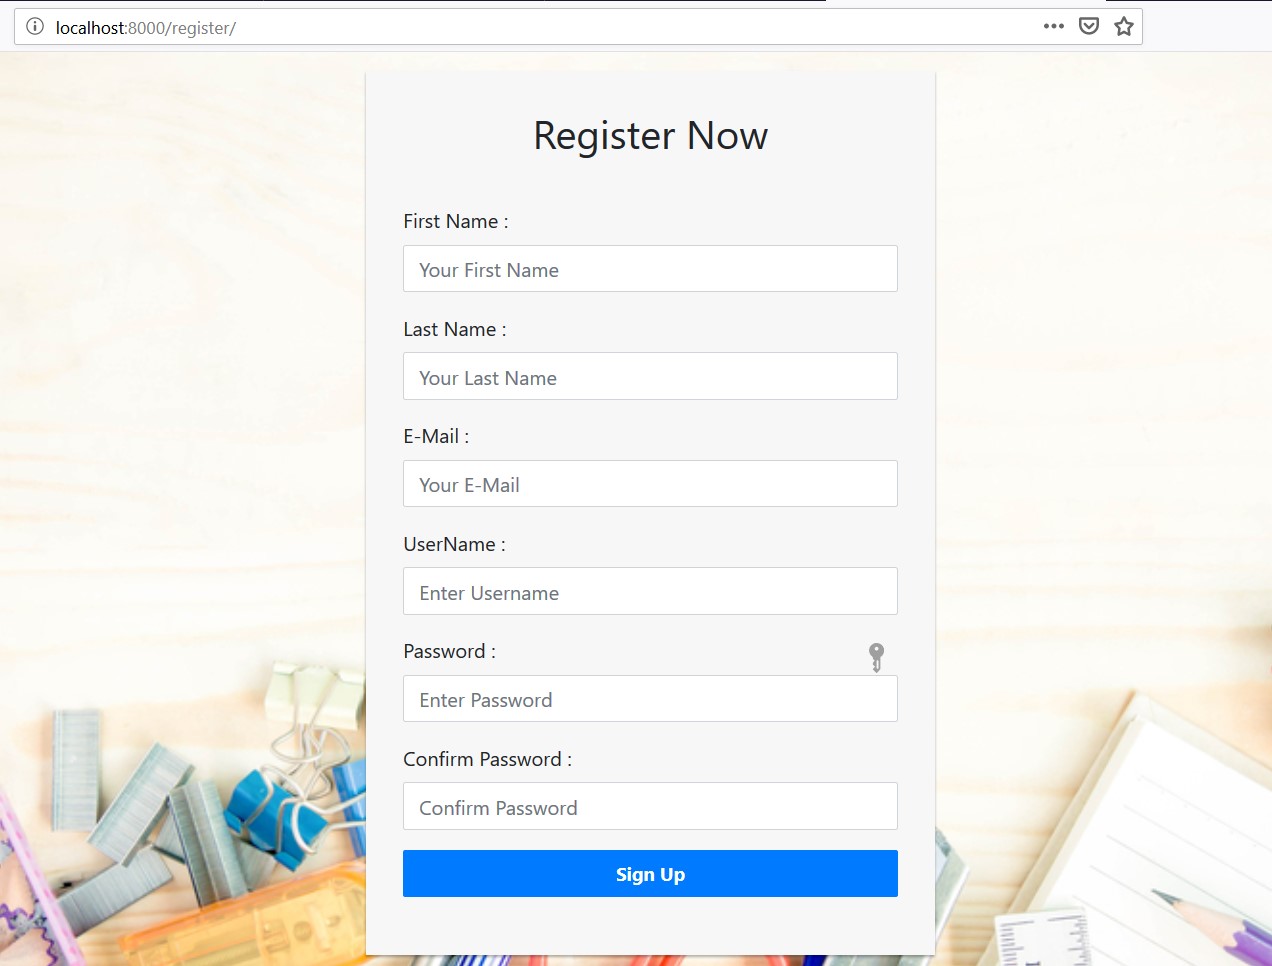 localhost:8000/register/
Register Now
First Name :
Your First Name
Last Name :
Your Last Name
E-Mail :
Your E-Mail
UserName :
Enter Username
Password :
Enter Password
Confirm Password :
Confirm Password
Sign Up